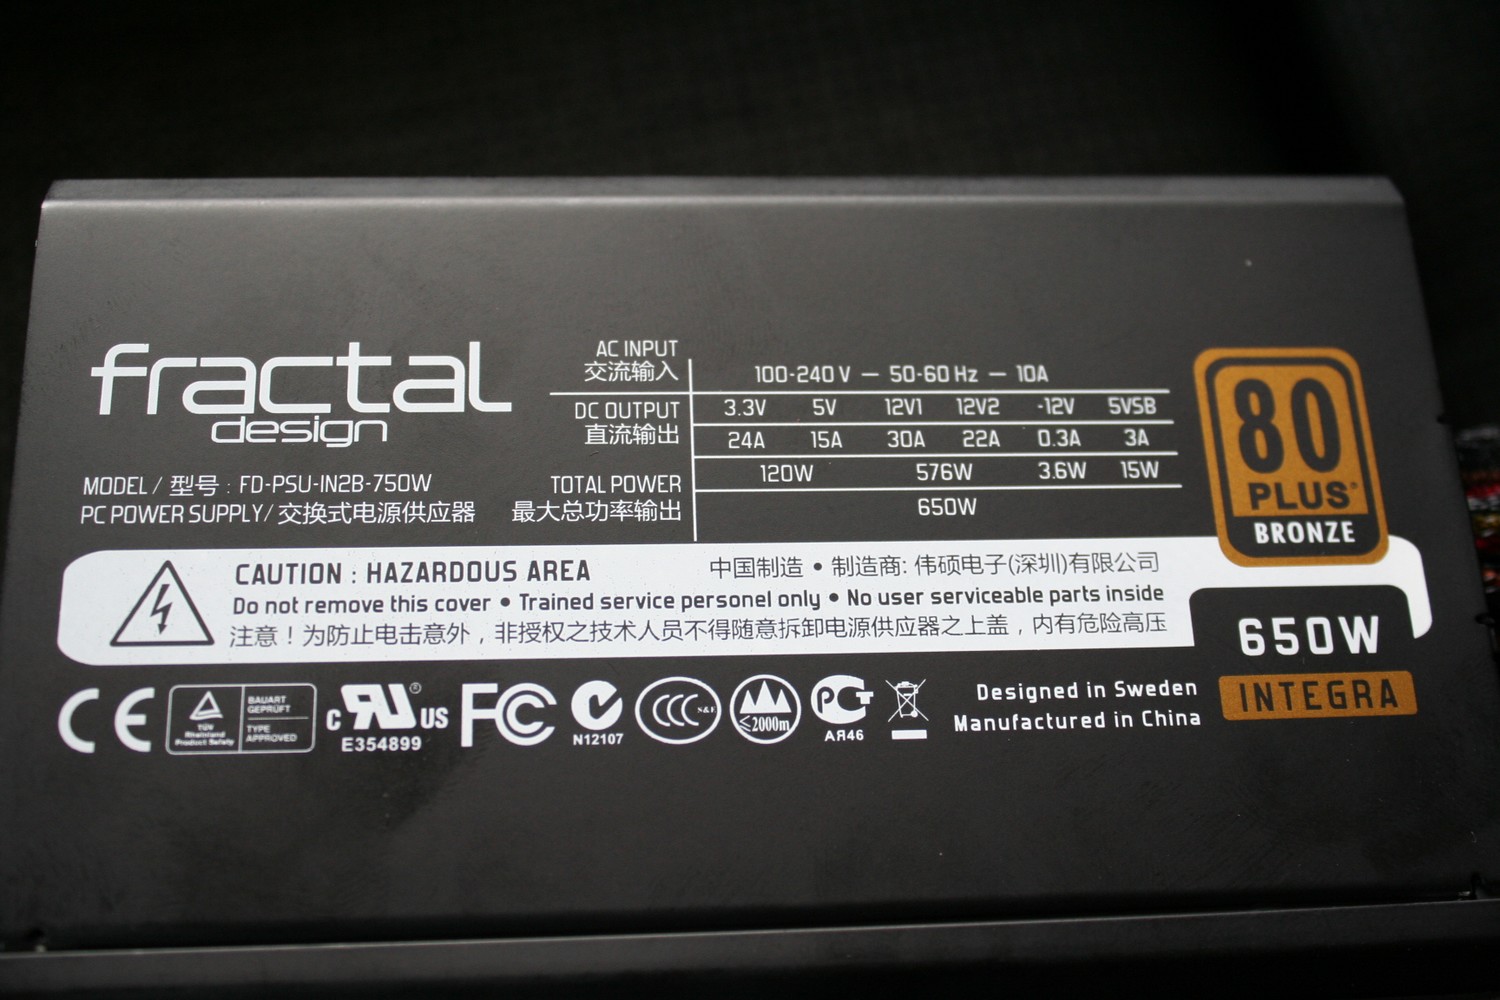 fractal
design
MODEL / 型号 : FD-PSU-IN2B-750W
PC POWER SUPPLY/ 交换式电源供应器
AC INPUT
交流输入
100-240 V — 50-60 Hz — 10A
DC OUTPUT
直流输出
3.3V 5V 12V1 12V2 -12V 5VSB
24A 15A 30A 22A 0.3A 3A
TOTAL POWER
最大总功率输出
120W 576W 3.6W 15W
650W
80
PLUS®
BRONZE
CAUTION : HAZARDOUS AREA
中国制造 • 制造商: 伟硕电子(深圳)有限公司
Do not remove this cover • Trained service personel only • No user serviceable parts inside
注意！为防止电击意外，非授权之技术人员不得随意拆卸电源供应器之上盖，内有危险高压
650W
INTEGRA
CE
TÜV
Rheinland
Product Safety
BAUART
GEPRÜFT
TYPE
APPROVED
C RU® US
E354899
FC
N12107
CCC S&E
≤2000m
PCT
АЯ46
Designed in Sweden
Manufactured in China